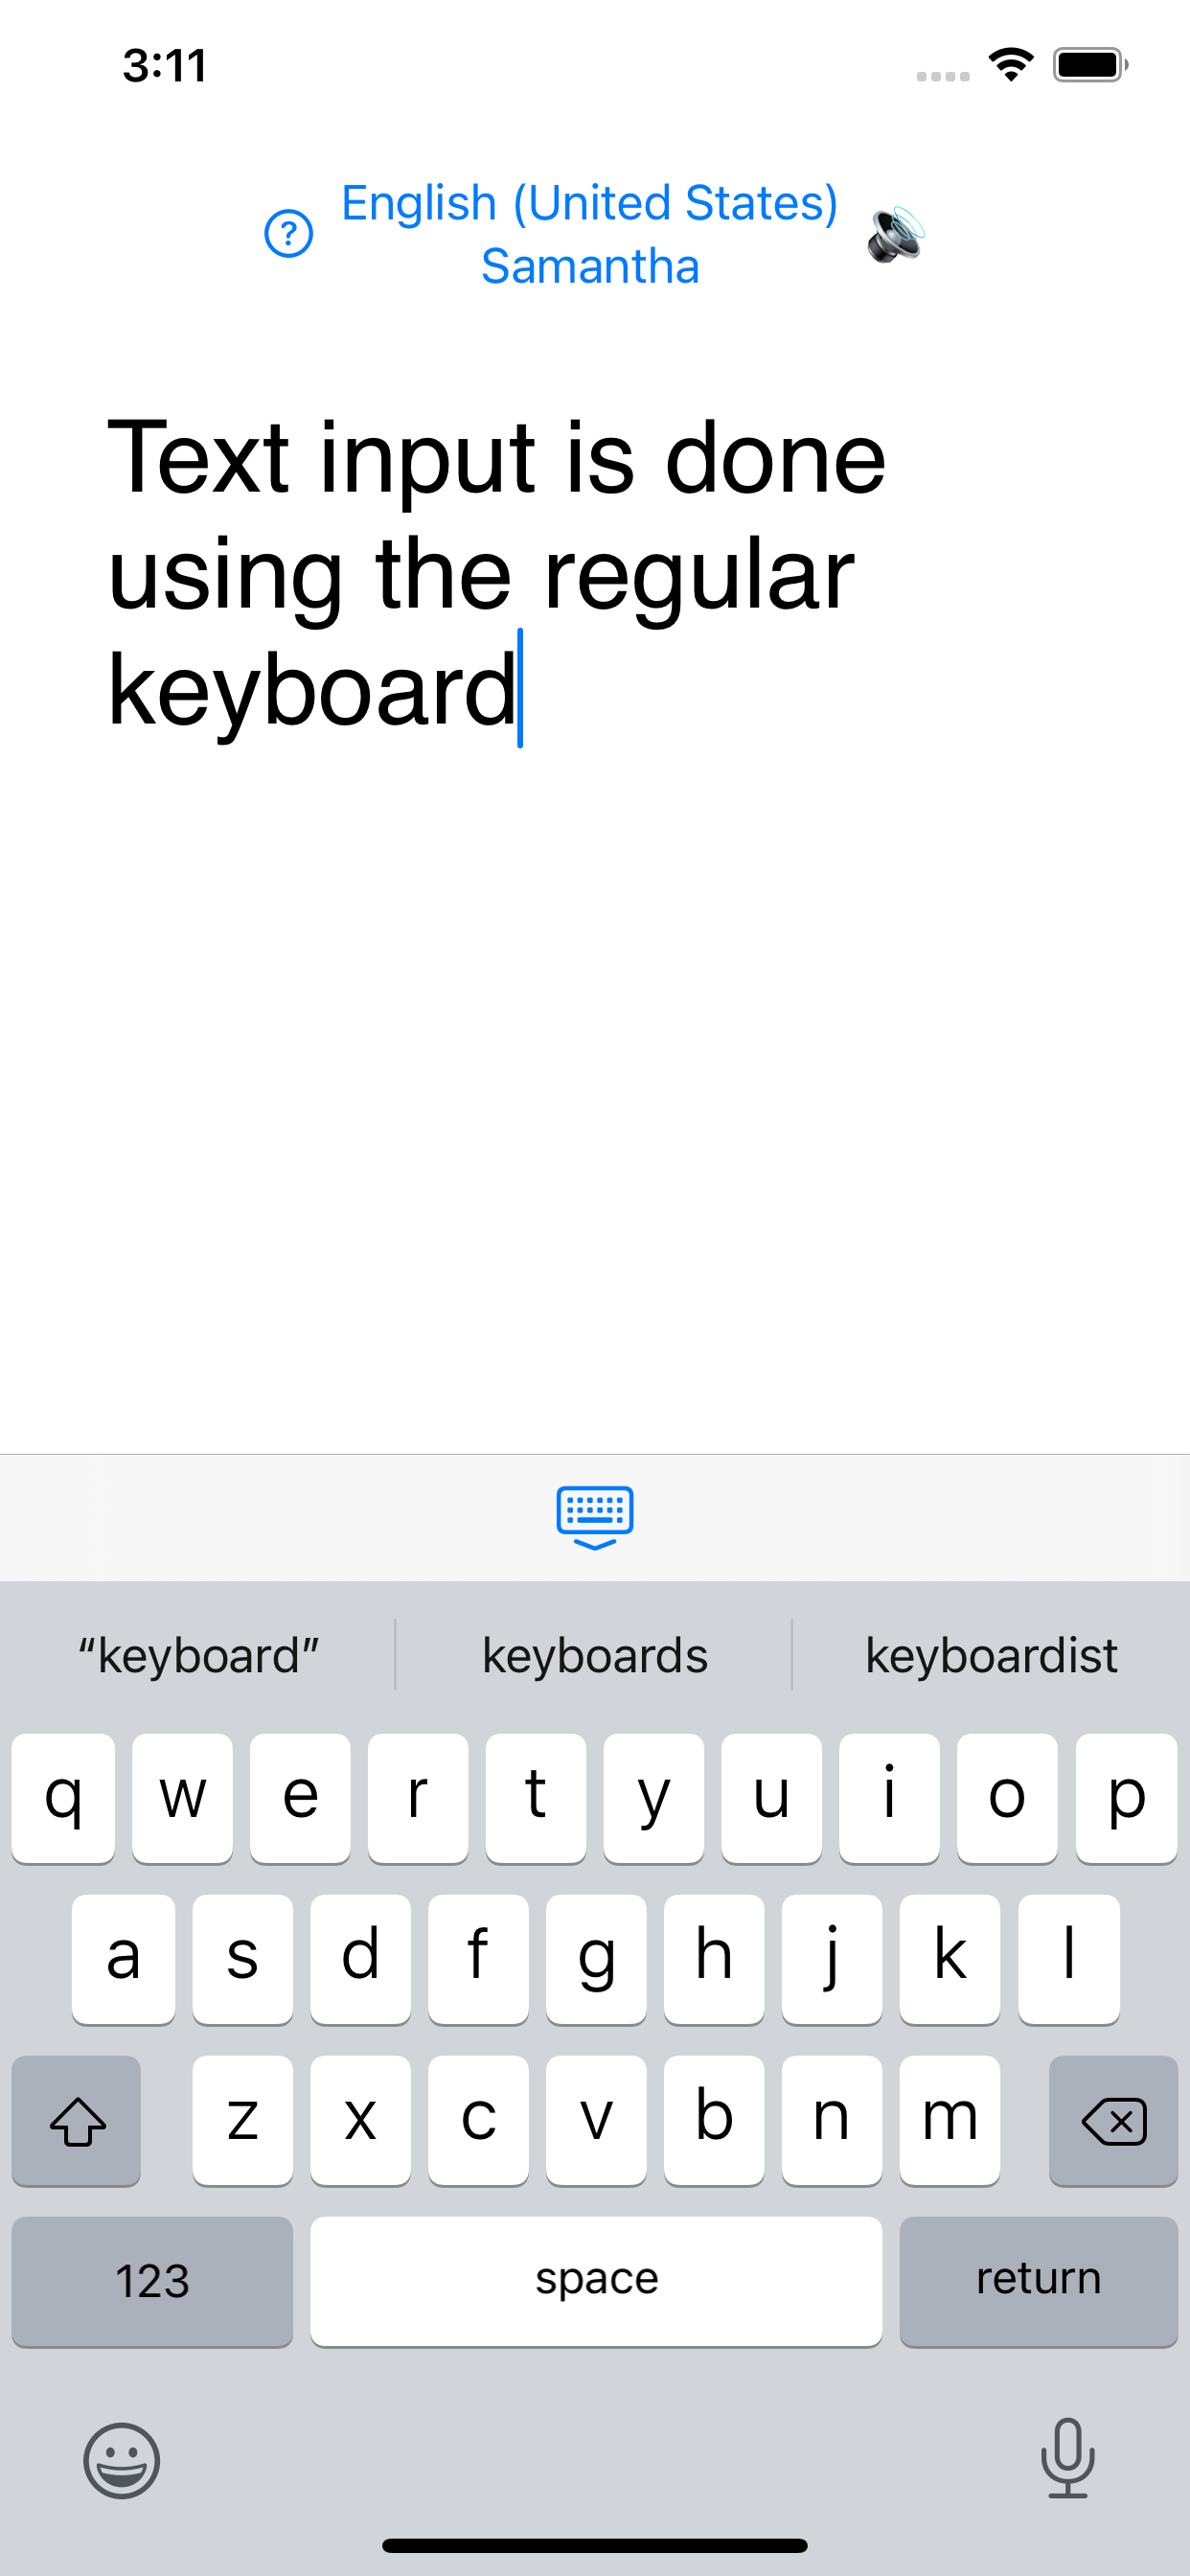 3:11
English (United States)
Samantha
Text input is done
using the regular
keyboard
“keyboard” keyboards keyboardist
q w e r t y u i o p
a s d f g h j k l
z x c v b n m
123 space return